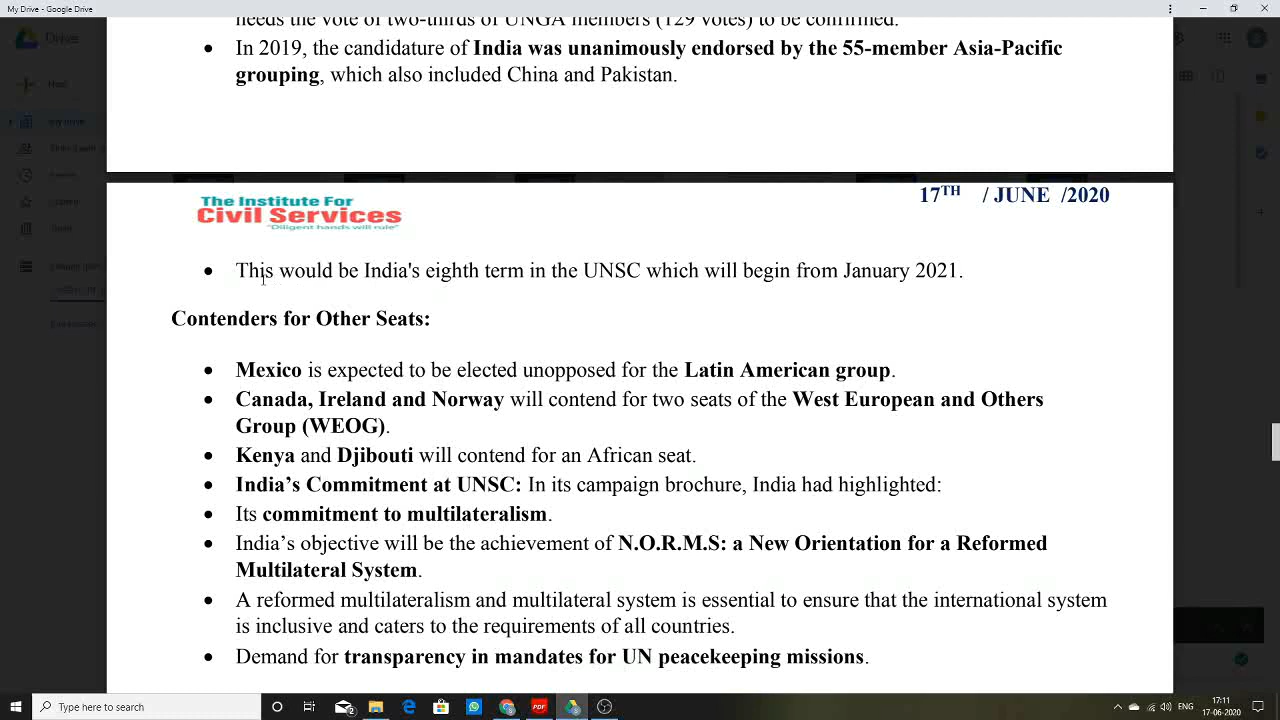 My Drive - Google Drive
Drive
needs the vote of two-thirds of UNGA members (129 votes) to be confirmed.
• In 2019, the candidature of India was unanimously endorsed by the 55-member Asia-Pacific
grouping, which also included China and Pakistan.
The Institute For
Civil Services
"Diligent hands will rule"
17TH / JUNE /2020
• This would be India's eighth term in the UNSC which will begin from January 2021.
Contenders for Other Seats:
• Mexico is expected to be elected unopposed for the Latin American group.
• Canada, Ireland and Norway will contend for two seats of the West European and Others
Group (WEOG).
• Kenya and Djibouti will contend for an African seat.
• India’s Commitment at UNSC: In its campaign brochure, India had highlighted:
• Its commitment to multilateralism.
• India’s objective will be the achievement of N.O.R.M.S: a New Orientation for a Reformed
Multilateral System.
• A reformed multilateralism and multilateral system is essential to ensure that the international system
is inclusive and caters to the requirements of all countries.
• Demand for transparency in mandates for UN peacekeeping missions.
Type here to search
17:11
17-06-2020